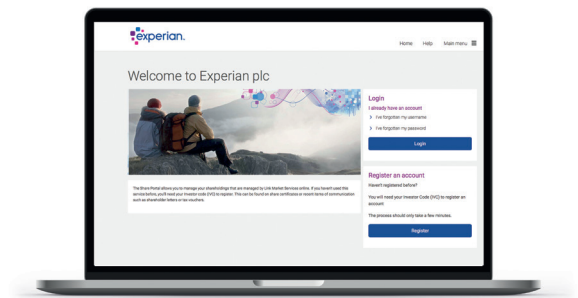 experian.
Home Help Main menu
Welcome to Experian plc
Login
I already have an account
> I've forgotten my username
> I've forgotten my password
Login
The Share Portal allows you to manage your shareholdings that are managed by Link Market Services online. If you haven't used this
service before, you'll need your investor code (IVC) to register. This can be found on share certificates or recent items of communication
such as shareholder letters or tax vouchers.
Register an account
Haven't registered before?
You will need your Investor Code (IVC) to register an
account
The process should only take a few minutes.
Register